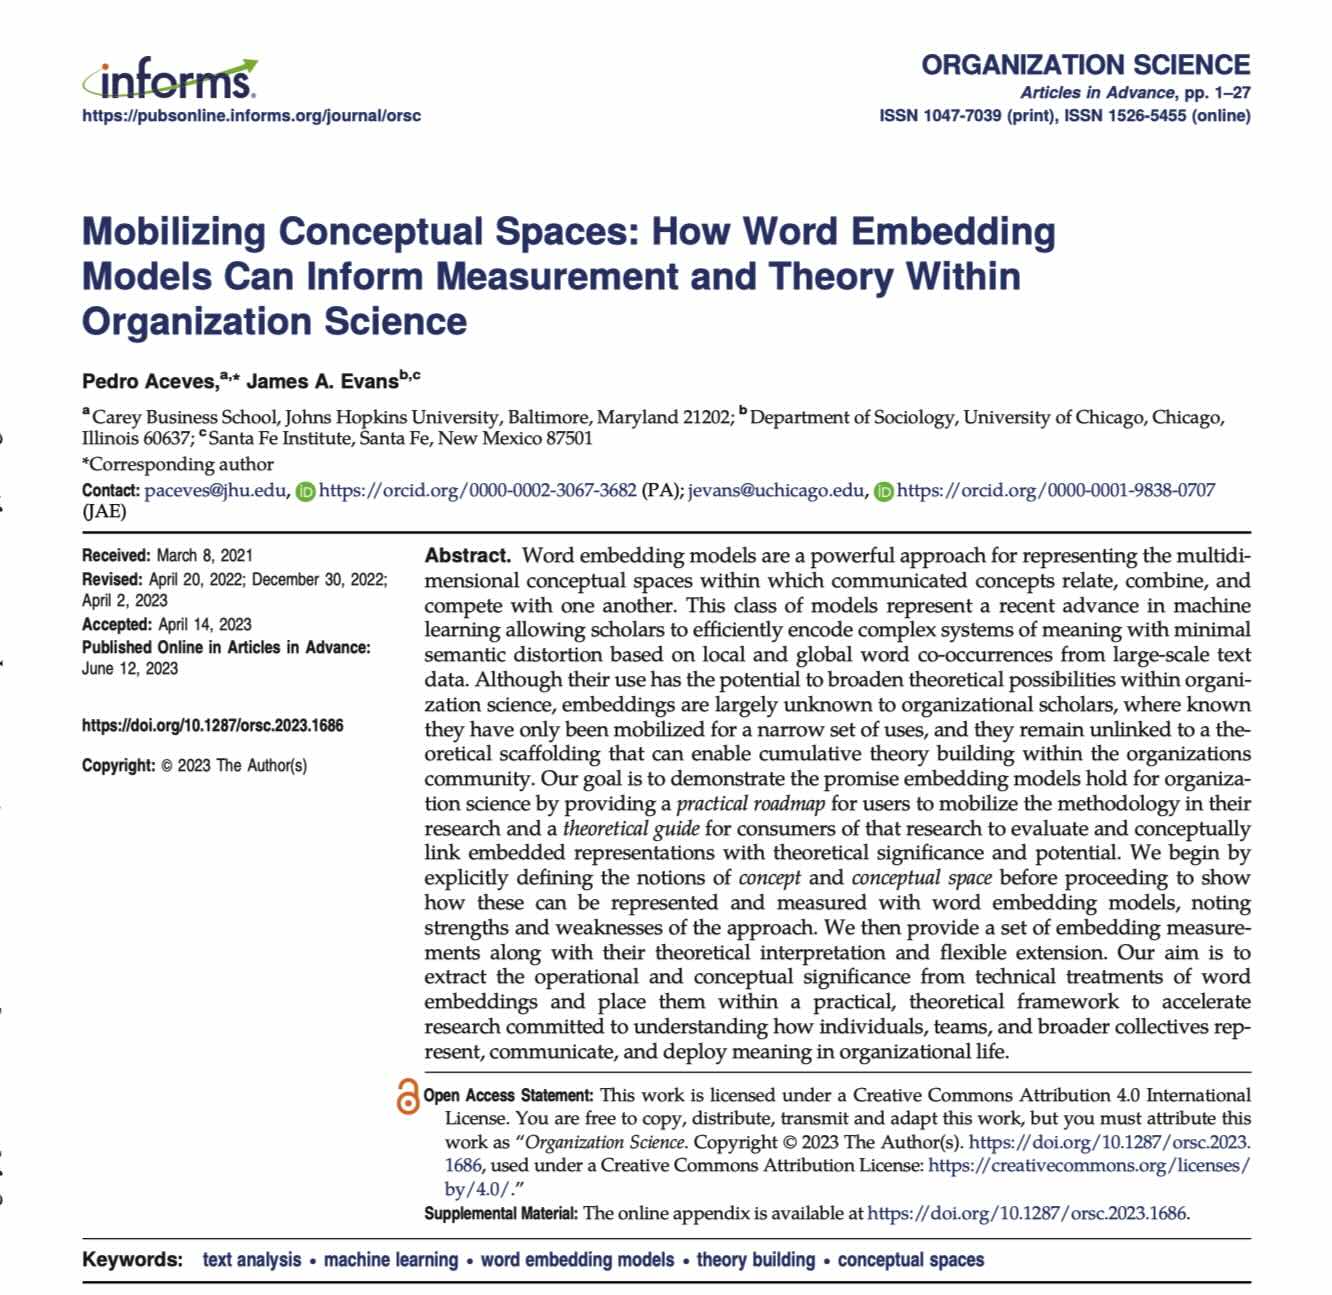 informs.
https://pubsonline.informs.org/journal/orsc
ORGANIZATION SCIENCE
Articles in Advance, pp. 1–27
ISSN 1047-7039 (print), ISSN 1526-5455 (online)
Mobilizing Conceptual Spaces: How Word Embedding
Models Can Inform Measurement and Theory Within
Organization Science
Pedro Aceves,a,* James A. Evansb,c
a Carey Business School, Johns Hopkins University, Baltimore, Maryland 21202; b Department of Sociology, University of Chicago, Chicago,
Illinois 60637; c Santa Fe Institute, Santa Fe, New Mexico 87501
*Corresponding author
Contact: paceves@jhu.edu, iD https://orcid.org/0000-0002-3067-3682 (PA); jevans@uchicago.edu, iD https://orcid.org/0000-0001-9838-0707
(JAE)
Received: March 8, 2021
Revised: April 20, 2022; December 30, 2022;
April 2, 2023
Accepted: April 14, 2023
Published Online in Articles in Advance:
June 12, 2023
https://doi.org/10.1287/orsc.2023.1686
Copyright: © 2023 The Author(s)
Abstract. Word embedding models are a powerful approach for representing the multidi-
mensional conceptual spaces within which communicated concepts relate, combine, and
compete with one another. This class of models represent a recent advance in machine
learning allowing scholars to efficiently encode complex systems of meaning with minimal
semantic distortion based on local and global word co-occurrences from large-scale text
data. Although their use has the potential to broaden theoretical possibilities within organi-
zation science, embeddings are largely unknown to organizational scholars, where known
they have only been mobilized for a narrow set of uses, and they remain unlinked to a the-
oretical scaffolding that can enable cumulative theory building within the organizations
community. Our goal is to demonstrate the promise embedding models hold for organiza-
tion science by providing a practical roadmap for users to mobilize the methodology in their
research and a theoretical guide for consumers of that research to evaluate and conceptually
link embedded representations with theoretical significance and potential. We begin by
explicitly defining the notions of concept and conceptual space before proceeding to show
how these can be represented and measured with word embedding models, noting
strengths and weaknesses of the approach. We then provide a set of embedding measure-
ments along with their theoretical interpretation and flexible extension. Our aim is to
extract the operational and conceptual significance from technical treatments of word
embeddings and place them within a practical, theoretical framework to accelerate
research committed to understanding how individuals, teams, and broader collectives rep-
resent, communicate, and deploy meaning in organizational life.
Open Access Statement: This work is licensed under a Creative Commons Attribution 4.0 International
License. You are free to copy, distribute, transmit and adapt this work, but you must attribute this
work as “Organization Science. Copyright © 2023 The Author(s). https://doi.org/10.1287/orsc.2023.
1686, used under a Creative Commons Attribution License: https://creativecommons.org/licenses/
by/4.0/.”
Supplemental Material: The online appendix is available at https://doi.org/10.1287/orsc.2023.1686.
Keywords: text analysis • machine learning • word embedding models • theory building • conceptual spaces